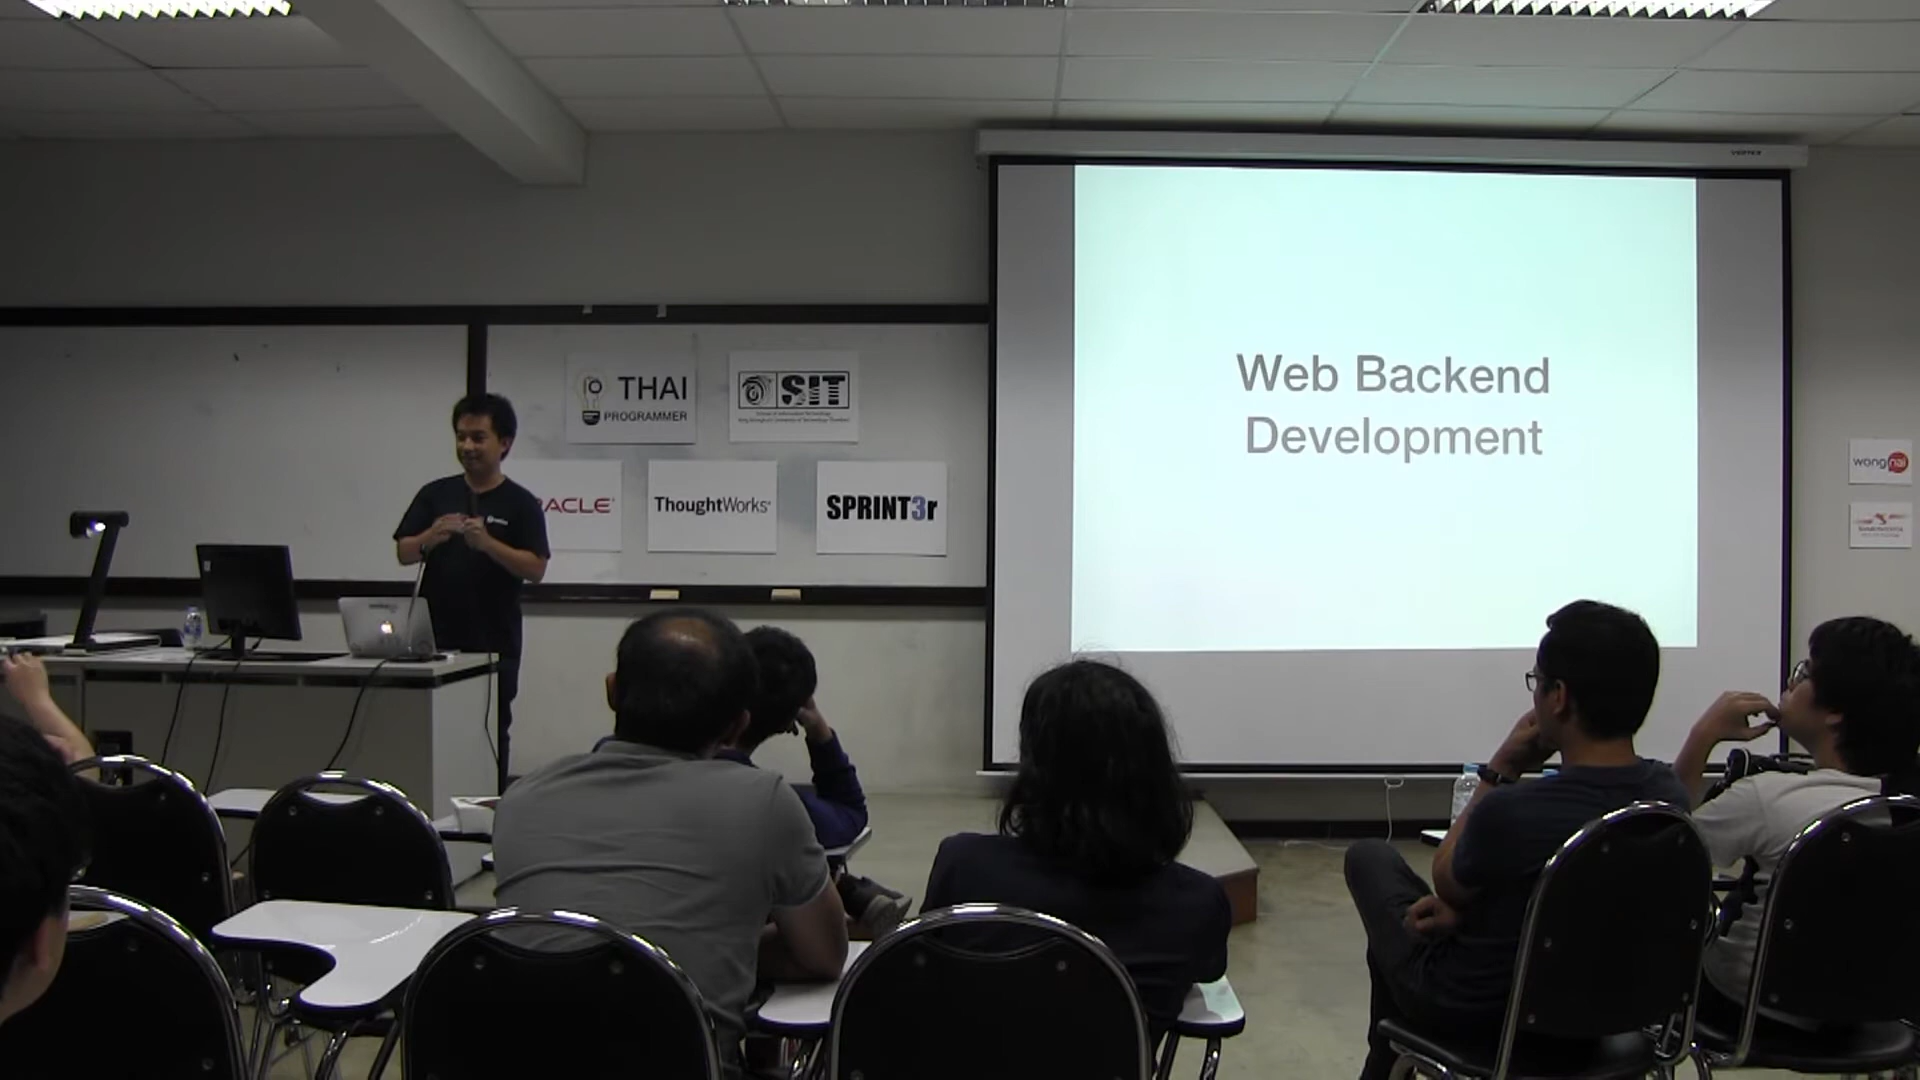 Web Backend
Development
THAI
PROGRAMMER
SIT
ACLE
ThoughtWorks
SPRINT3r
wongnai